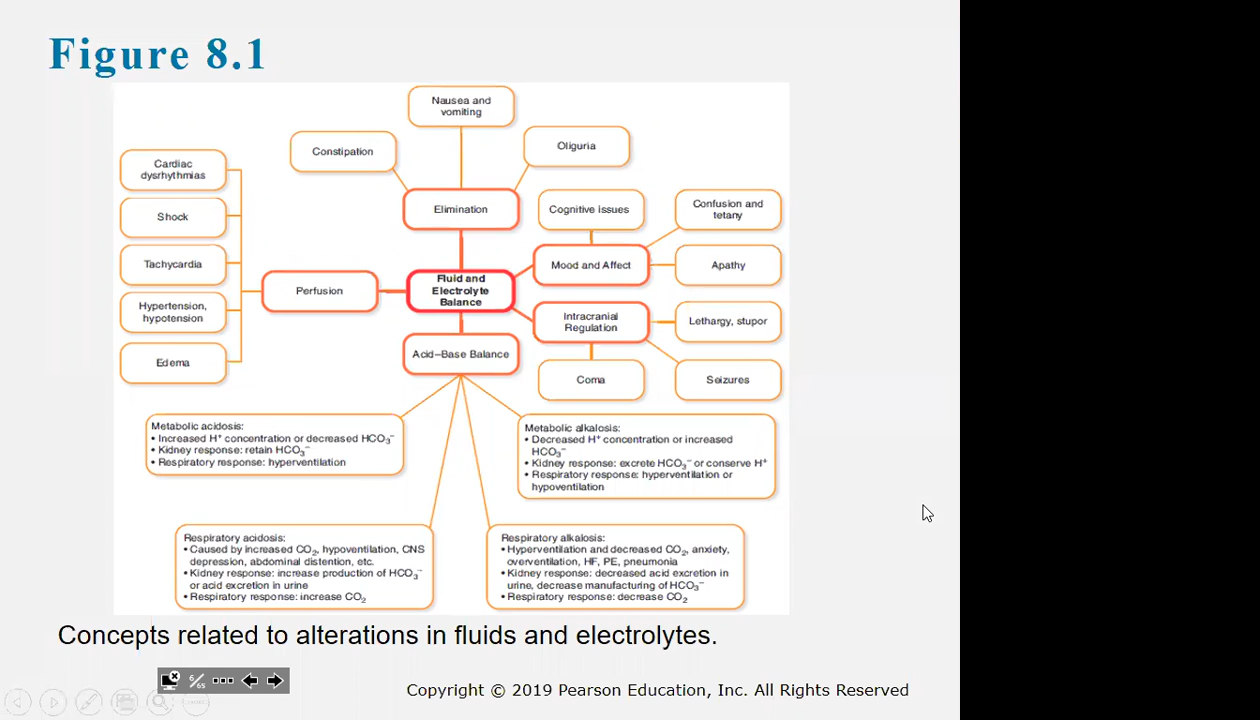 Figure 8.1
Nausea and
vomiting
Constipation
Oliguria
Elimination
Cardiac
dysrhythmias
Shock
Tachycardia
Hypertension,
hypotension
Edema
Perfusion
Fluid and
Electrolyte
Balance
Cognitive Issues
Confusion and
tetany
Mood and Affect
Apathy
Intracranial
Regulation
Lethargy, stupor
Coma
Seizures
Acid–Base Balance
Metabolic acidosis:
• Increased H⁺ concentration or decreased HCO₃⁻
• Kidney response: retain HCO₃⁻
• Respiratory response: hyperventilation
Metabolic alkalosis:
• Decreased H⁺ concentration or increased
HCO₃⁻
• Kidney response: excrete HCO₃⁻ or conserve H⁺
• Respiratory response: hyperventilation or
hypoventilation
Respiratory acidosis:
• Caused by increased CO₂, hypoventilation, CNS
depression, abdominal distention, etc.
• Kidney response: increase production of HCO₃⁻
or acid excretion in urine
• Respiratory response: increase CO₂
Respiratory alkalosis:
• Hyperventilation and decreased CO₂, anxiety,
overventilation, HF, PE, pneumonia
• Kidney response: decreased acid excretion in
urine, decrease manufacturing of HCO₃⁻
• Respiratory response: decrease CO₂
Concepts related to alterations in fluids and electrolytes.
6/65
Copyright © 2019 Pearson Education, Inc. All Rights Reserved